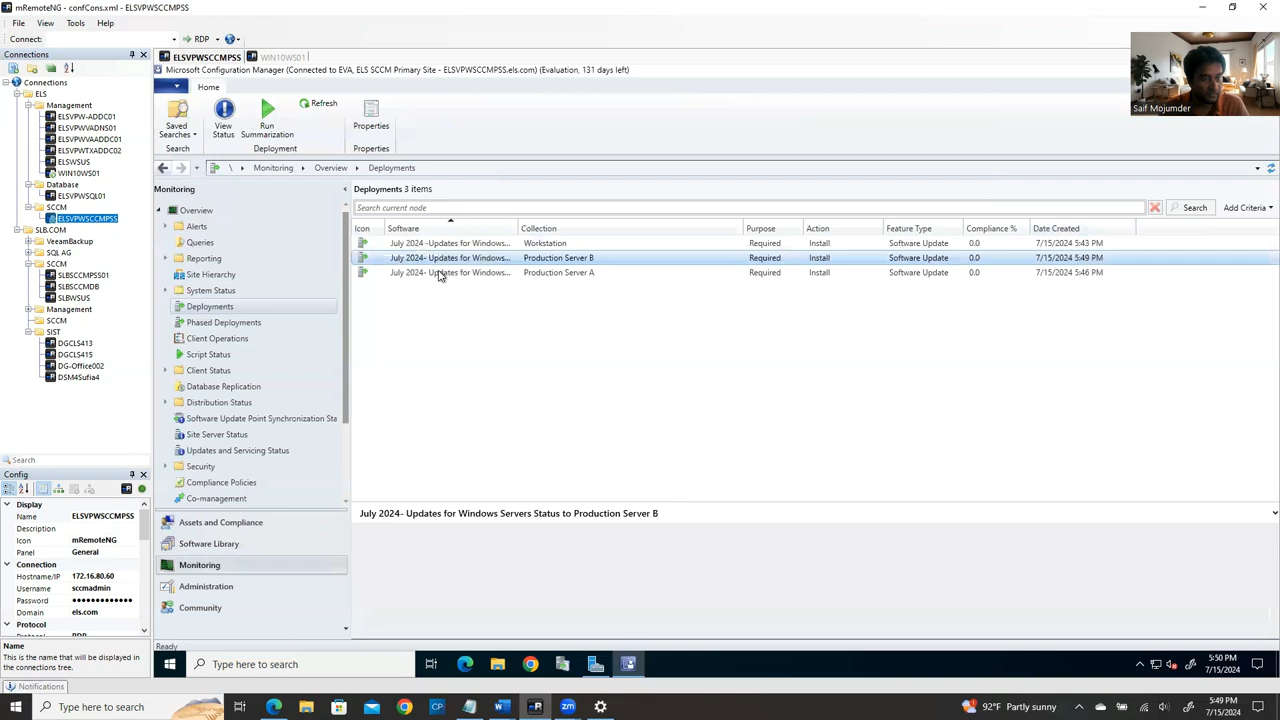 mRemoteNG - confCons.xml - ELSVPWSCCMPSS
File View Tools Help
Connect: RDP
Connections
Connections
ELS
Management
ELSVPW-ADDC01
ELSVPWVADNS01
ELSVPWVAADDC01
ELSVPWTXADDC02
ELSWSUS
WIN10WS01
Database
ELSVPWSQL01
SCCM
ELSVPWSCCMPSS
SLB.COM
VeeamBackup
SQL AG
SCCM
SLBSCCMPSS01
SLBSCCMDB
SLBWSUS
Management
SCCM
SIST
DGCLS413
DGCLS415
DG-Office002
DSM4Sufia4
Search
Config
Display
Name ELSVPWSCCMPSS
Description
Icon mRemoteNG
Panel General
Connection
Hostname/IP 172.16.80.60
Username sccmadmin
Password ●●●●●●●●●●●●●
Domain els.com
Protocol
Protocol RDP
Name
This is the name that will be displayed in
the connections tree.
Notifications
ELSVPWSCCMPSS WIN10WS01
Microsoft Configuration Manager (Connected to EVA, ELS SCCM Primary Site - ELSVPWSCCMPSS.els.com) (Evaluation, 131 days left)
Home
Saved Searches
Search
View Status
Run Summarization
Refresh
Deployment
Properties
Properties
\ Monitoring Overview Deployments
Monitoring
Overview
Alerts
Queries
Reporting
Site Hierarchy
System Status
Deployments
Phased Deployments
Client Operations
Script Status
Client Status
Database Replication
Distribution Status
Software Update Point Synchronization Sta
Site Server Status
Updates and Servicing Status
Security
Compliance Policies
Co-management
Assets and Compliance
Software Library
Monitoring
Administration
Community
Ready
Deployments 3 items
Search current node Search Add Criteria
Icon Software Collection Purpose Action Feature Type Compliance % Date Created
July 2024 -Updates for Windows... Workstation Required Install Software Update 0.0 7/15/2024 5:43 PM
July 2024- Updates for Windows... Production Server B Required Install Software Update 0.0 7/15/2024 5:49 PM
July 2024- Updates for Windows... Production Server A Required Install Software Update 0.0 7/15/2024 5:46 PM
July 2024- Updates for Windows Servers Status to Production Server B
Saif Mojumder
Type here to search
5:50 PM
7/15/2024
Type here to search
92°F Partly sunny
5:49 PM
7/15/2024